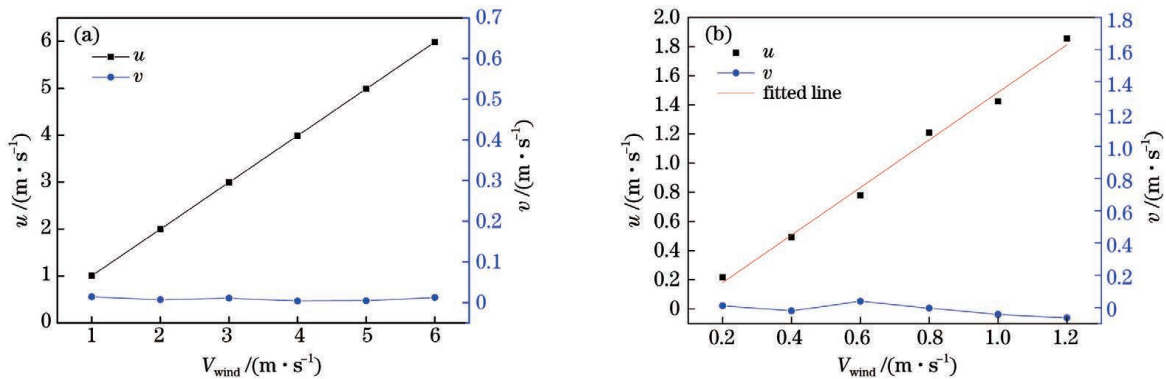 (a)
u
v
6
5
4
3
2
1
0
u/(m · s⁻¹)
0.7
0.6
0.5
0.4
0.3
0.2
0.1
0
v/(m · s⁻¹)
1 2 3 4 5 6
V_wind/(m · s⁻¹)
(b)
u
v
fitted line
2.0
1.8
1.6
1.4
1.2
1.0
0.8
0.6
0.4
0.2
0
u/(m · s⁻¹)
1.8
1.6
1.4
1.2
1.0
0.8
0.6
0.4
0.2
0
v/(m · s⁻¹)
0.2 0.4 0.6 0.8 1.0 1.2
V_wind/(m · s⁻¹)